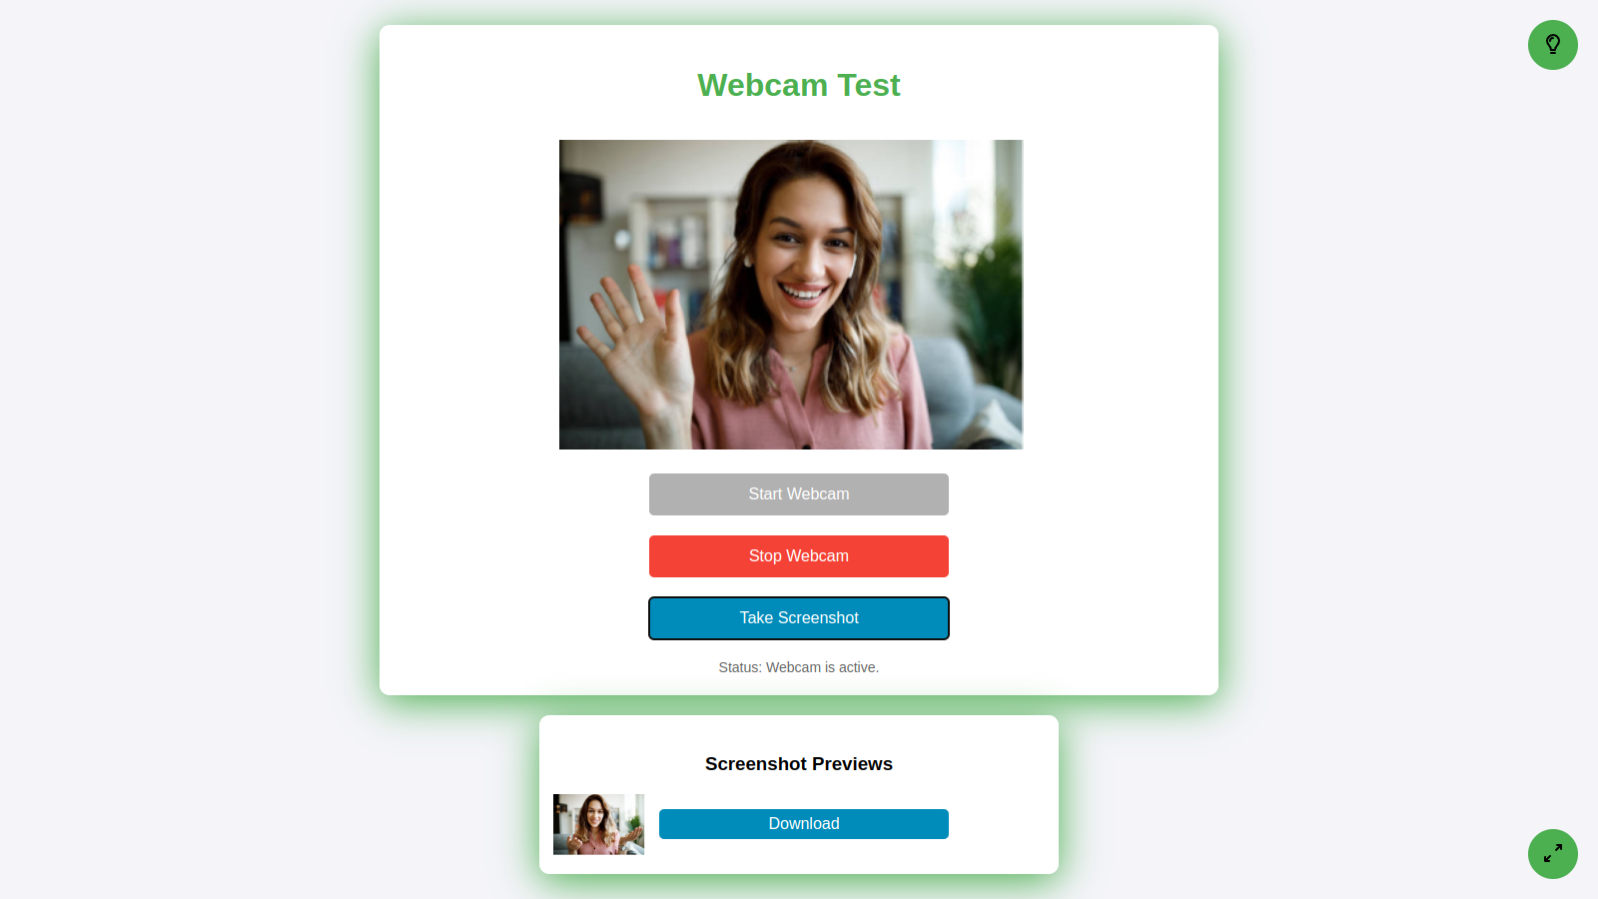 Webcam Test
Start Webcam
Stop Webcam
Take Screenshot
Status: Webcam is active.
Screenshot Previews
Download